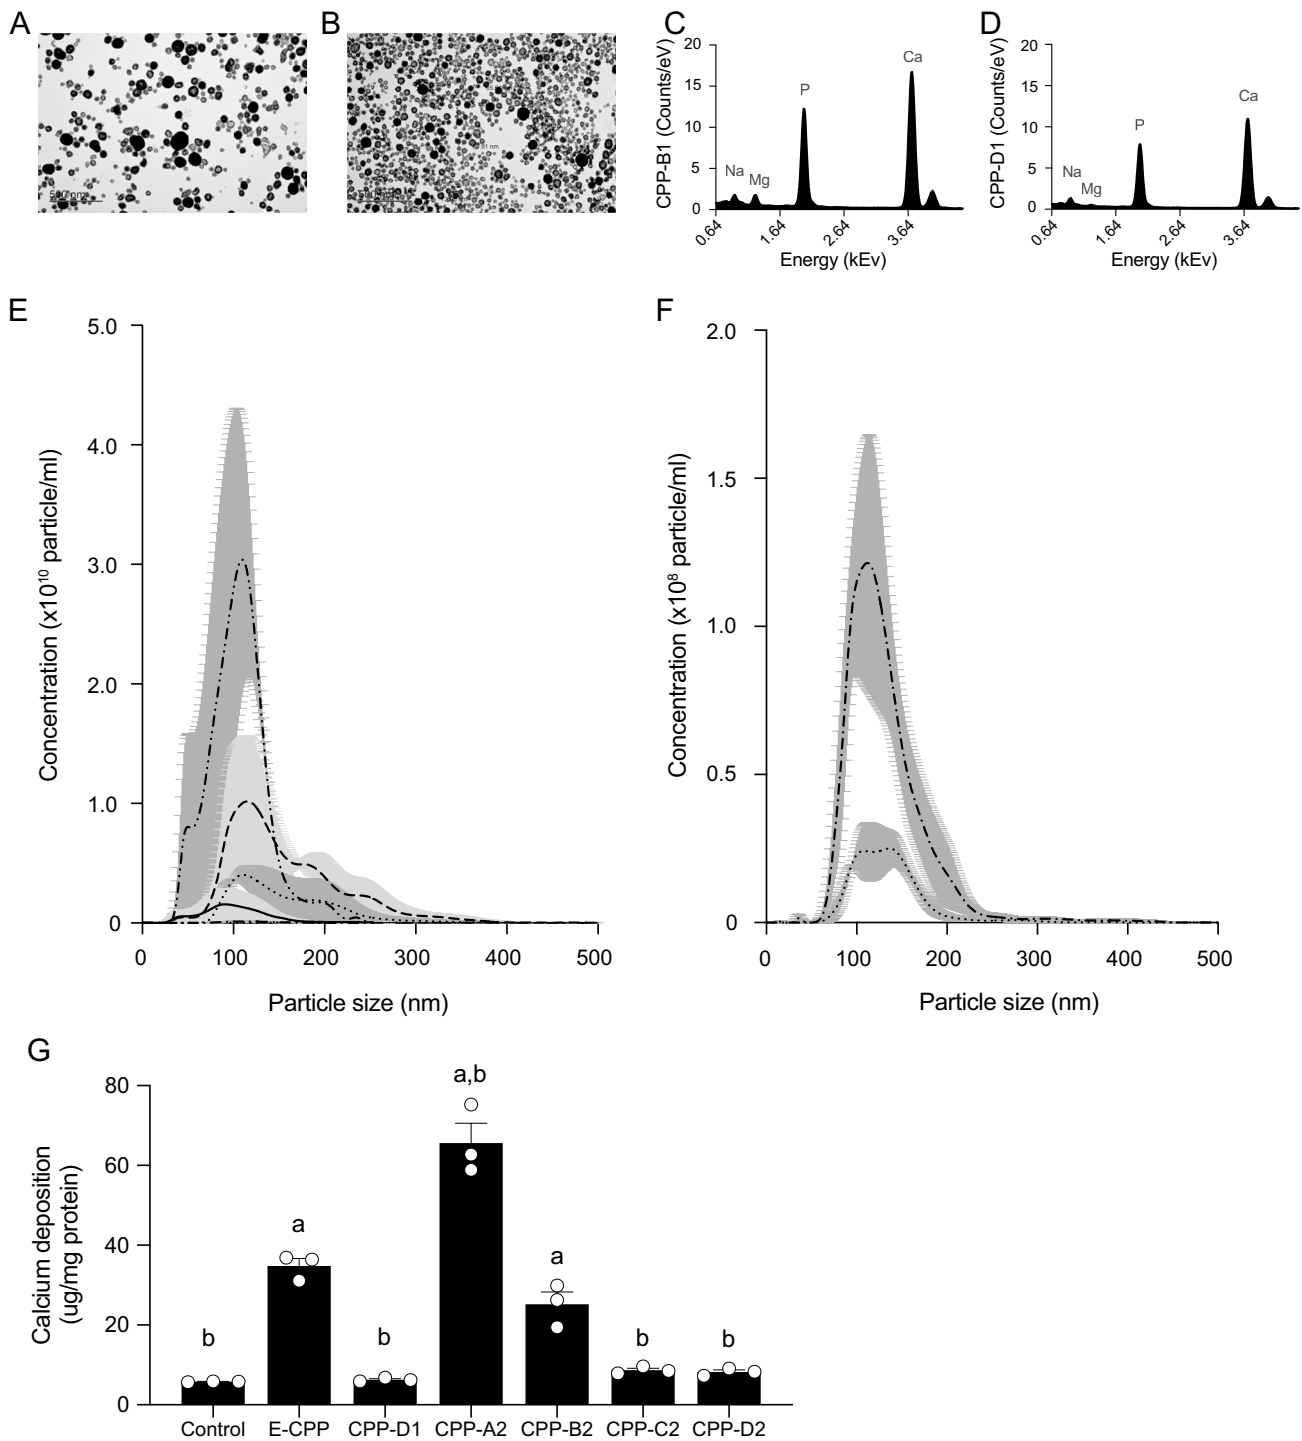 A
B
C
D
500 nm
CPP-B1 (Counts/eV)
20
15
10
5
0
Na
Mg
P
Ca
0.64
1.64
2.64
3.64
Energy (kEv)
CPP-D1 (Counts/eV)
20
15
10
5
0
Na
Mg
P
Ca
0.64
1.64
2.64
3.64
Energy (kEv)
E
Concentration (x10¹⁰ particle/ml)
5.0
4.0
3.0
2.0
1.0
0
0
100
200
300
400
500
Particle size (nm)
F
Concentration (x10⁸ particle/ml)
2.0
1.5
1.0
0.5
0
0
100
200
300
400
500
Particle size (nm)
G
Calcium deposition
(ug/mg protein)
80
60
40
20
0
b
a
b
a,b
a
b
b
Control
E-CPP
CPP-D1
CPP-A2
CPP-B2
CPP-C2
CPP-D2